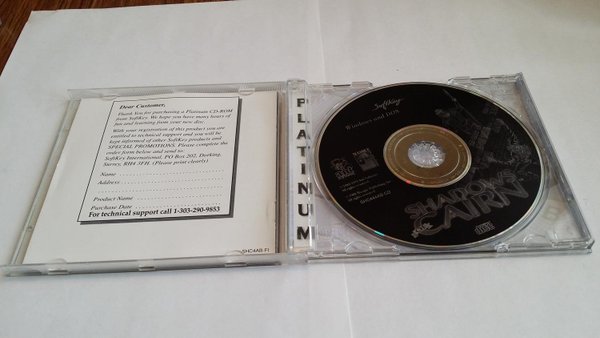 Dear Customer,
Thank You for purchasing a Platinum CD-ROM
from SoftKey. We hope you have many hours of
fun and learning from your new disc.
With your registration of this product you are
entitled to technical support and you will be
kept informed of other SoftKey products and
SPECIAL PROMOTIONS. Please complete the
order form below and send to:
SoftKey International, PO Box 202, Dorking,
Surrey, RH4 3FH. (Please print clearly)
Name
Address
Product Name
Purchase Date
For technical support call 1-303-290-9853
SHC4AB-FI
PLATINUM
SoftKey
Windows and DOS
SHADOWS
CAIRN